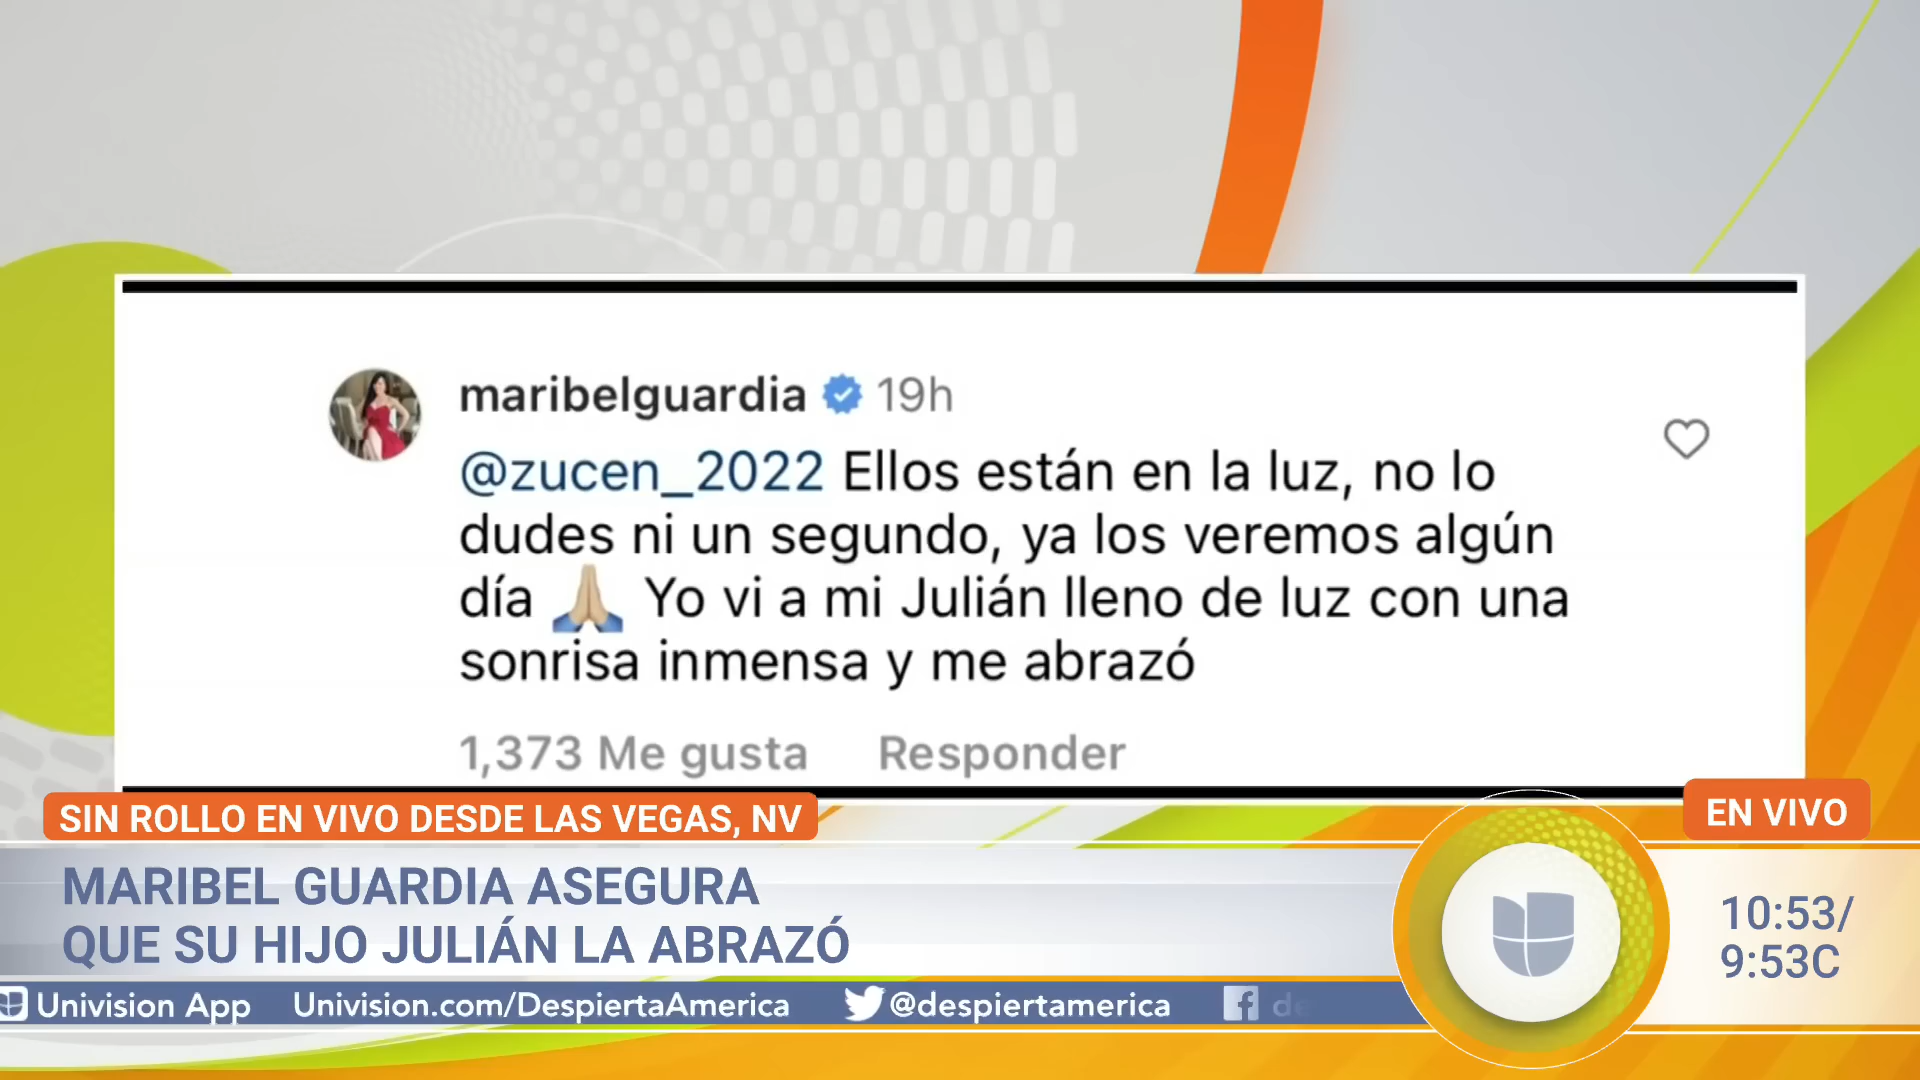 maribelguardia 19h
@zucen_2022 Ellos están en la luz, no lo
dudes ni un segundo, ya los veremos algún
día 🙏🏼 Yo vi a mi Julián lleno de luz con una
sonrisa inmensa y me abrazó
1,373 Me gusta Responder
SIN ROLLO EN VIVO DESDE LAS VEGAS, NV
EN VIVO
MARIBEL GUARDIA ASEGURA
QUE SU HIJO JULIÁN LA ABRAZÓ
10:53/
9:53C
Univision App Univision.com/DespiertaAmerica @despiertamerica